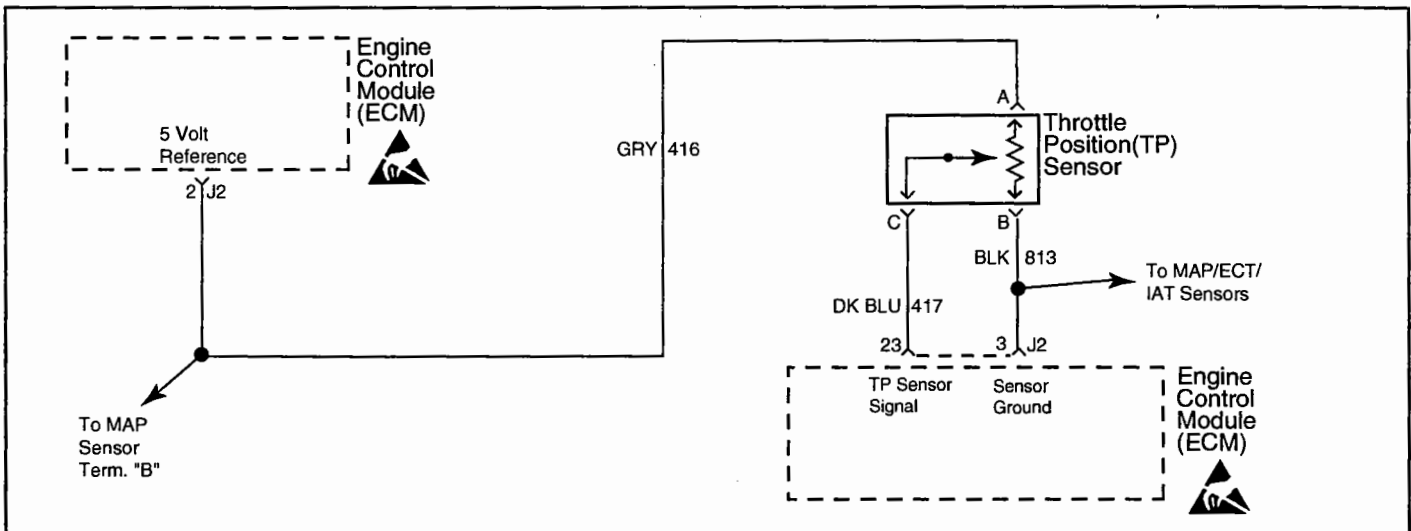 Engine
Control
Module
(ECM)
5 Volt
Reference
2 J2
GRY 416
To MAP
Sensor
Term. "B"
A
Throttle
Position(TP)
Sensor
C B
BLK 813
To MAP/ECT/
IAT Sensors
DK BLU 417
23 3 J2
TP Sensor
Signal
Sensor
Ground
Engine
Control
Module
(ECM)